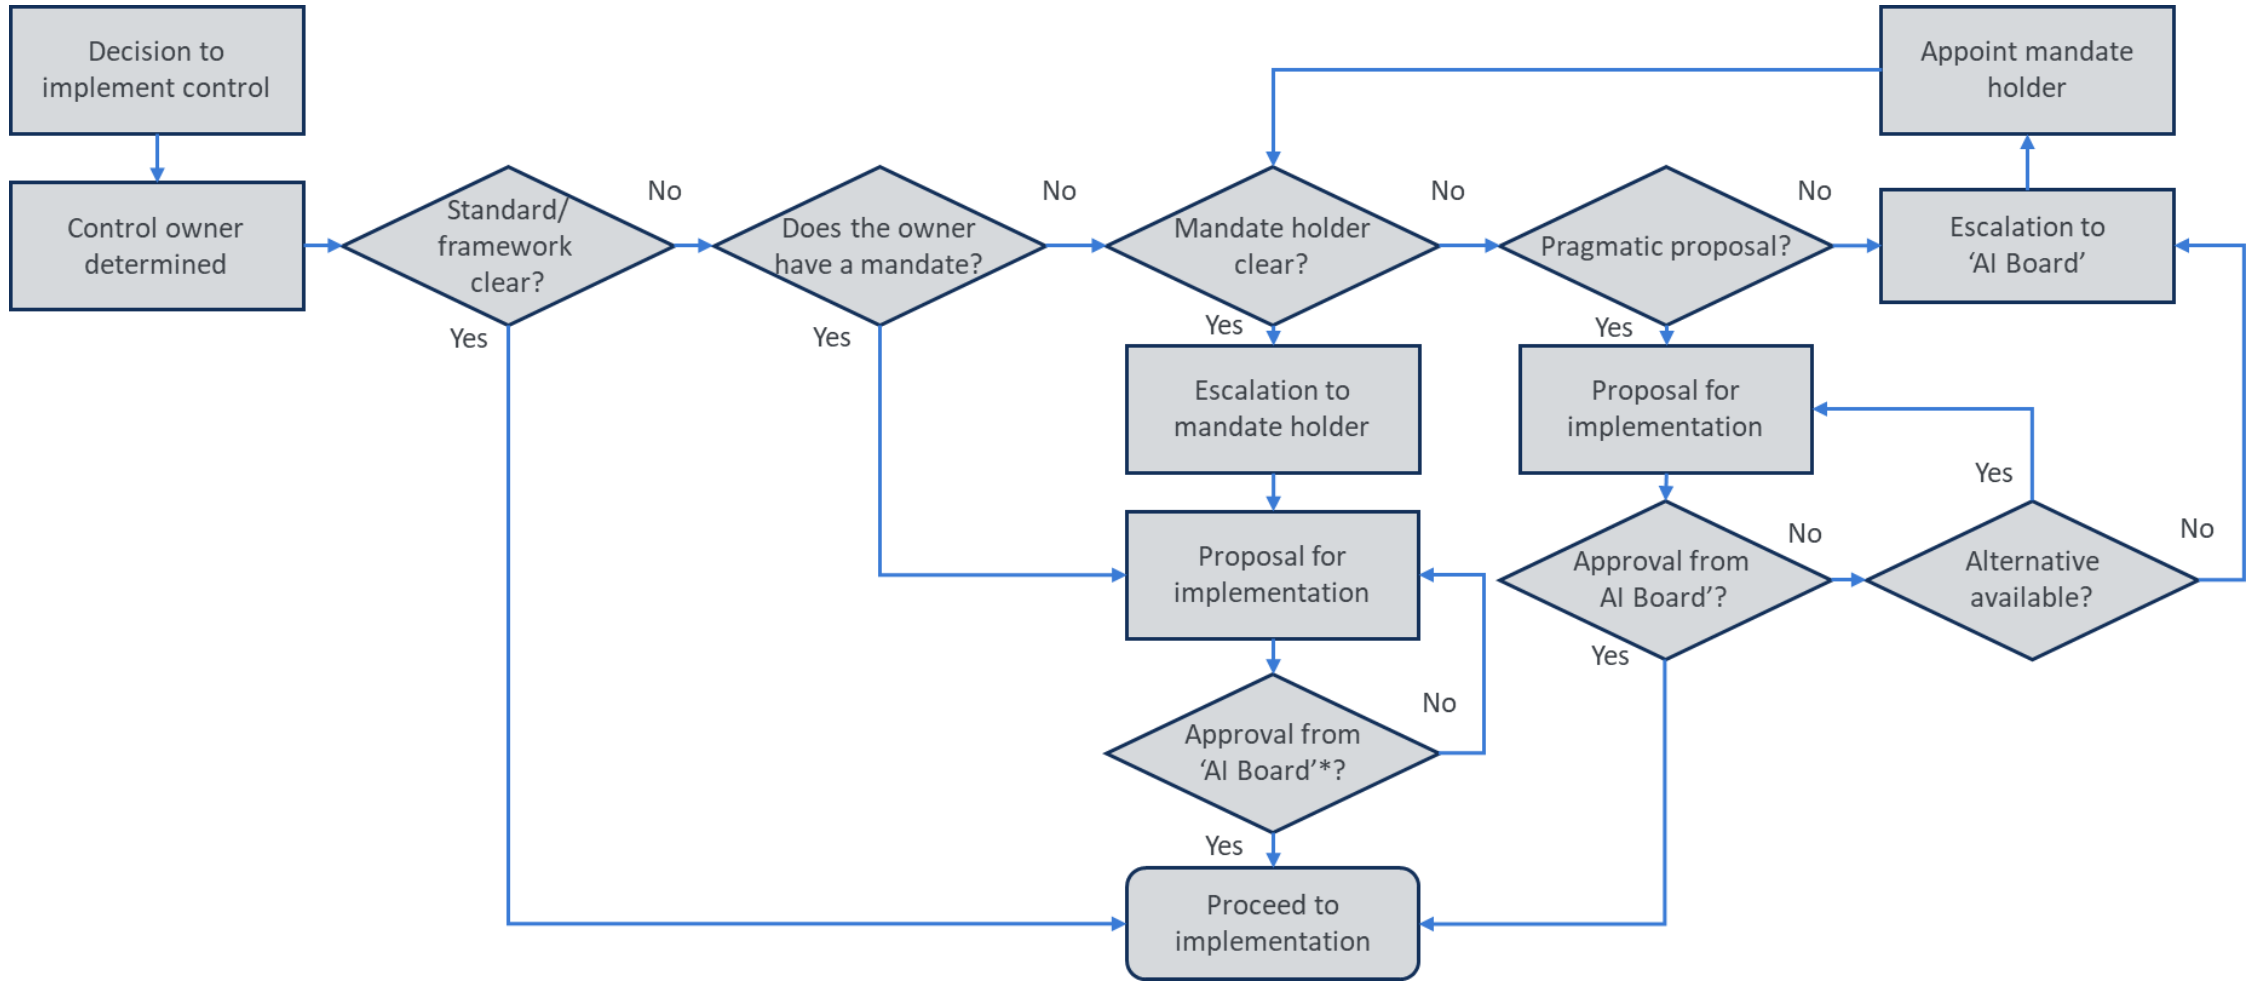 Decision to
implement control
Appoint mandate
holder
Control owner
determined
Standard/
framework
clear?
No
Yes
Does the owner
have a mandate?
No
Yes
Mandate holder
clear?
No
Yes
Pragmatic proposal?
No
Yes
Escalation to
‘AI Board’
Escalation to
mandate holder
Proposal for
implementation
Yes
No
Proposal for
implementation
Approval from
AI Board’?
No
Yes
Alternative
available?
Approval from
‘AI Board’*?
No
Yes
Proceed to
implementation